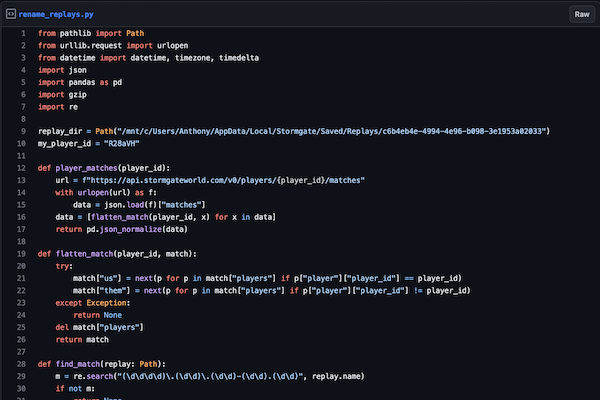 rename_replays.py
Raw
1 from pathlib import Path
2 from urllib.request import urlopen
3 from datetime import datetime, timezone, timedelta
4 import json
5 import pandas as pd
6 import gzip
7 import re
8
9 replay_dir = Path("/mnt/c/Users/Anthony/AppData/Local/Stormgate/Saved/Replays/c6b4eb4e-4994-4e96-b098-3e1953a02033")
10 my_player_id = "R28aVH"
11
12 def player_matches(player_id):
13     url = f"https://api.stormgateworld.com/v0/players/{player_id}/matches"
14     with urlopen(url) as f:
15         data = json.load(f)["matches"]
16     data = [flatten_match(player_id, x) for x in data]
17     return pd.json_normalize(data)
18
19 def flatten_match(player_id, match):
20     try:
21         match["us"] = next(p for p in match["players"] if p["player"]["player_id"] == player_id)
22         match["them"] = next(p for p in match["players"] if p["player"]["player_id"] != player_id)
23     except Exception:
24         return None
25     del match["players"]
26     return match
27
28 def find_match(replay: Path):
29     m = re.search("(\d\d\d\d)\.(\d\d)\.(\d\d)-(\d\d).(\d\d)", replay.name)
30     if not m:
31         return None